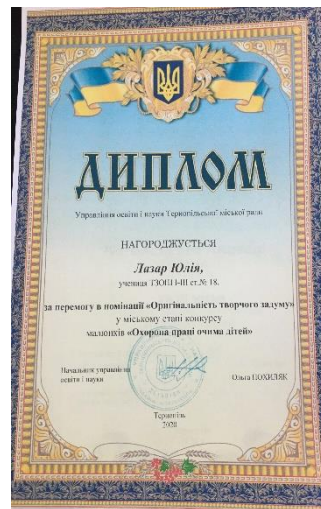 ДИПЛОМ
Управління освіти і науки Тернопільської міської ради
НАГОРОДЖУЄТЬСЯ
Лазар Юлія,
учениця ТЗОШ І-ІІІ ст.№ 18,
за перемогу в номінації «Оригінальність творчого задуму»
у міському етапі конкурсу
малюнків «Охорона праці очима дітей»
Начальник управління
освіти і науки
Ольга ПОХИЛЯК
Тернопіль
2020